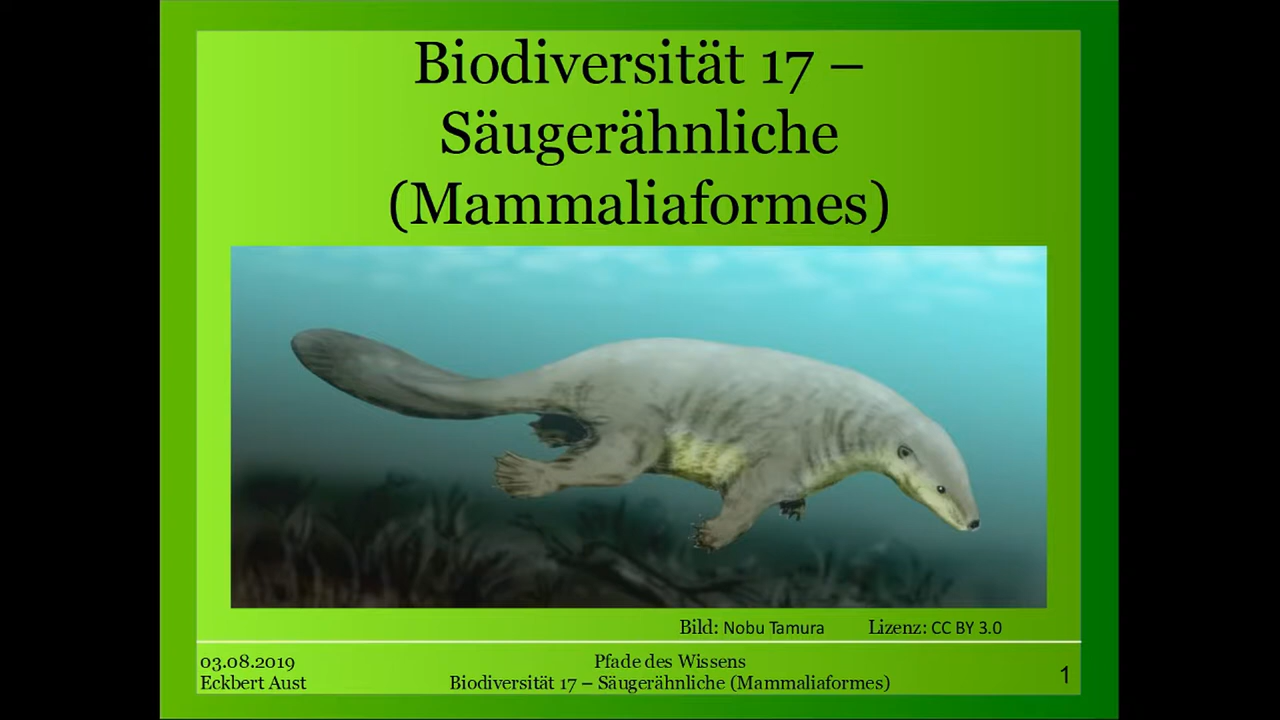 Biodiversität 17 –
Säugerähnliche
(Mammaliaformes)
Bild: Nobu Tamura Lizenz: CC BY 3.0
03.08.2019
Eckbert Aust
Pfade des Wissens
Biodiversität 17 – Säugerähnliche (Mammaliaformes)
1